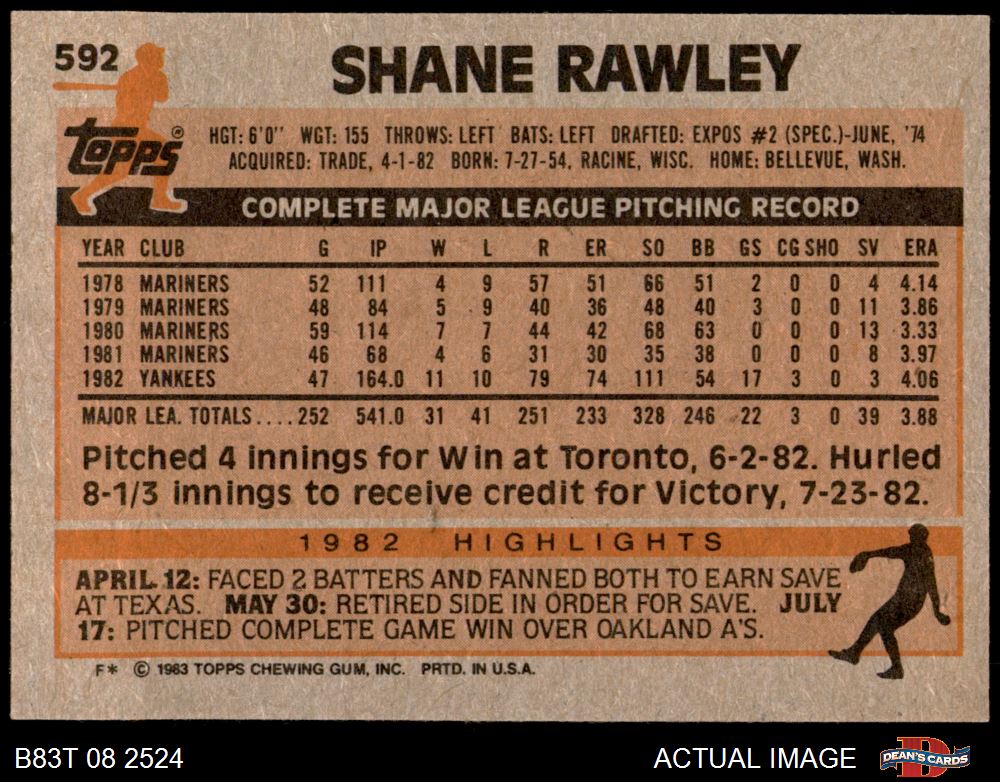 592
SHANE RAWLEY
Topps®
HGT: 6'0" WGT: 155 THROWS: LEFT BATS: LEFT DRAFTED: EXPOS #2 (SPEC.)-JUNE, '74
ACQUIRED: TRADE, 4-1-82 BORN: 7-27-54, RACINE, WISC. HOME: BELLEVUE, WASH.
COMPLETE MAJOR LEAGUE PITCHING RECORD
YEAR CLUB G IP W L R ER SO BB GS CG SHO SV ERA
1978 MARINERS 52 111 4 9 57 51 66 51 2 0 0 4 4.14
1979 MARINERS 48 84 5 9 40 36 48 40 3 0 0 11 3.86
1980 MARINERS 59 114 7 7 44 42 68 63 0 0 0 13 3.33
1981 MARINERS 46 68 4 6 31 30 35 38 0 0 0 8 3.97
1982 YANKEES 47 164.0 11 10 79 74 111 54 17 3 0 3 4.06
MAJOR LEA. TOTALS.... 252 541.0 31 41 251 233 328 246 22 3 0 39 3.88
Pitched 4 innings for Win at Toronto, 6-2-82. Hurled
8-1/3 innings to receive credit for Victory, 7-23-82.
1982 HIGHLIGHTS
APRIL 12: FACED 2 BATTERS AND FANNED BOTH TO EARN SAVE
AT TEXAS. MAY 30: RETIRED SIDE IN ORDER FOR SAVE. JULY
17: PITCHED COMPLETE GAME WIN OVER OAKLAND A'S.
F* © 1983 TOPPS CHEWING GUM, INC. PRTD. IN U.S.A.
B83T 08 2524
ACTUAL IMAGE
DEAN'S CARDS